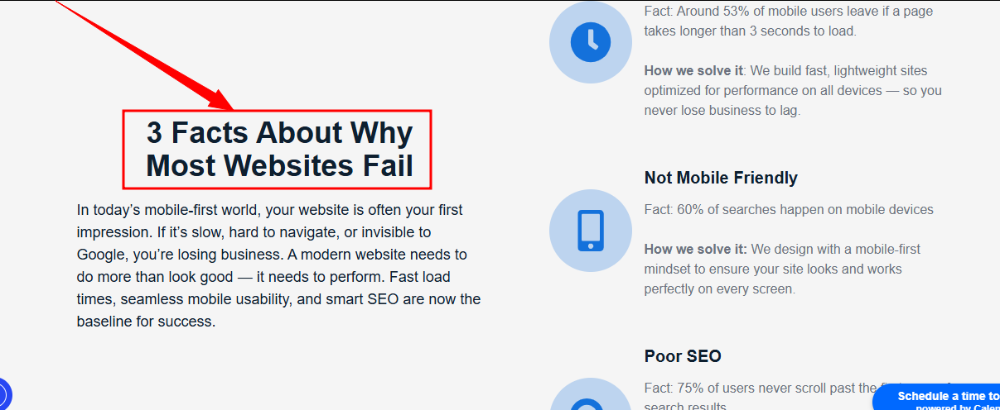 3 Facts About Why
Most Websites Fail
In today’s mobile-first world, your website is often your first
impression. If it’s slow, hard to navigate, or invisible to
Google, you’re losing business. A modern website needs to
do more than look good — it needs to perform. Fast load
times, seamless mobile usability, and smart SEO are now the
baseline for success.
Fact: Around 53% of mobile users leave if a page
takes longer than 3 seconds to load.
How we solve it: We build fast, lightweight sites
optimized for performance on all devices — so you
never lose business to lag.
Not Mobile Friendly
Fact: 60% of searches happen on mobile devices
How we solve it: We design with a mobile-first
mindset to ensure your site looks and works
perfectly on every screen.
Poor SEO
Fact: 75% of users never scroll past the
search results
Schedule a time to
powered by